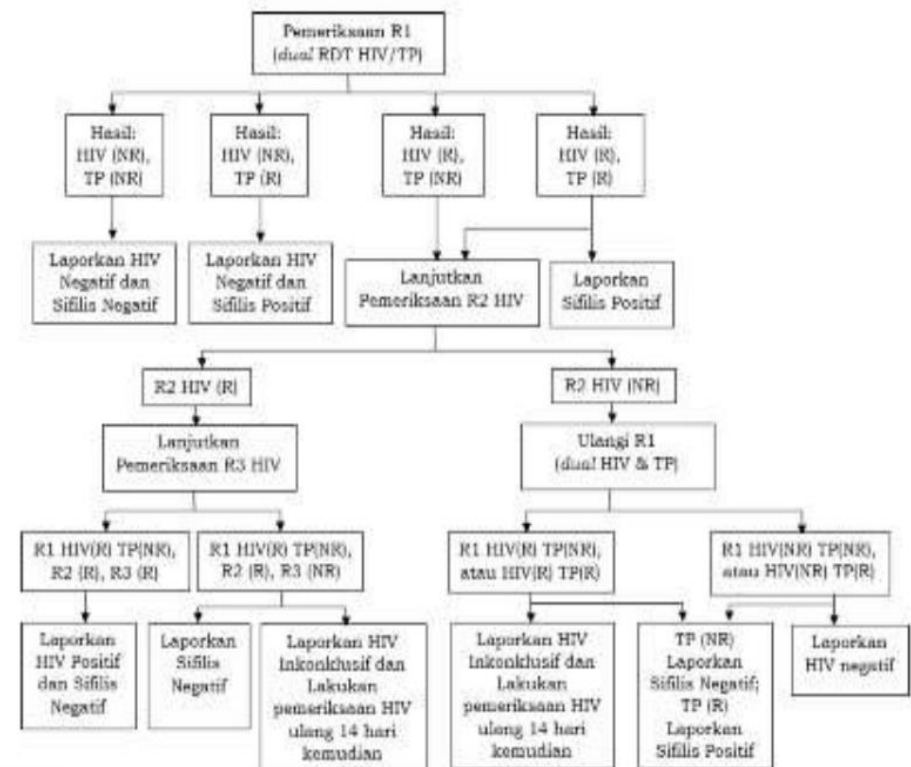 Pemeriksaan R1
(dual RDT HIV/TP)
Hasil:
HIV (NR),
TP (NR)
Hasil:
HIV (NR),
TP (R)
Hasil:
HIV (R),
TP (NR)
Hasil:
HIV (R),
TP (R)
Laporkan HIV
Negatif dan
Sifilis Negatif
Laporkan HIV
Negatif dan
Sifilis Positif
Lanjutkan
Pemeriksaan R2 HIV
Laporkan
Sifilis Positif
R2 HIV (R)
R2 HIV (NR)
Lanjutkan
Pemeriksaan R3 HIV
Ulangi R1
(dual HIV & TP)
R1 HIV(R) TP(NR),
R2 (R), R3 (R)
R1 HIV(R) TP(NR),
R2 (R), R3 (NR)
R1 HIV(R) TP(NR),
atau HIV(R) TP(R)
R1 HIV(NR) TP(NR),
atau HIV(NR) TP(R)
Laporkan
HIV Positif
dan Sifilis
Negatif
Laporkan
Sifilis
Negatif
Laporkan HIV
Inkonklusif dan
Lakukan
pemeriksaan HIV
ulang 14 hari
kemudian
Laporkan HIV
Inkonklusif dan
Lakukan
pemeriksaan HIV
ulang 14 hari
kemudian
TP (NR)
Laporkan
Sifilis Negatif;
TP (R)
Laporkan
Sifilis Positif
Laporkan
HIV negatif